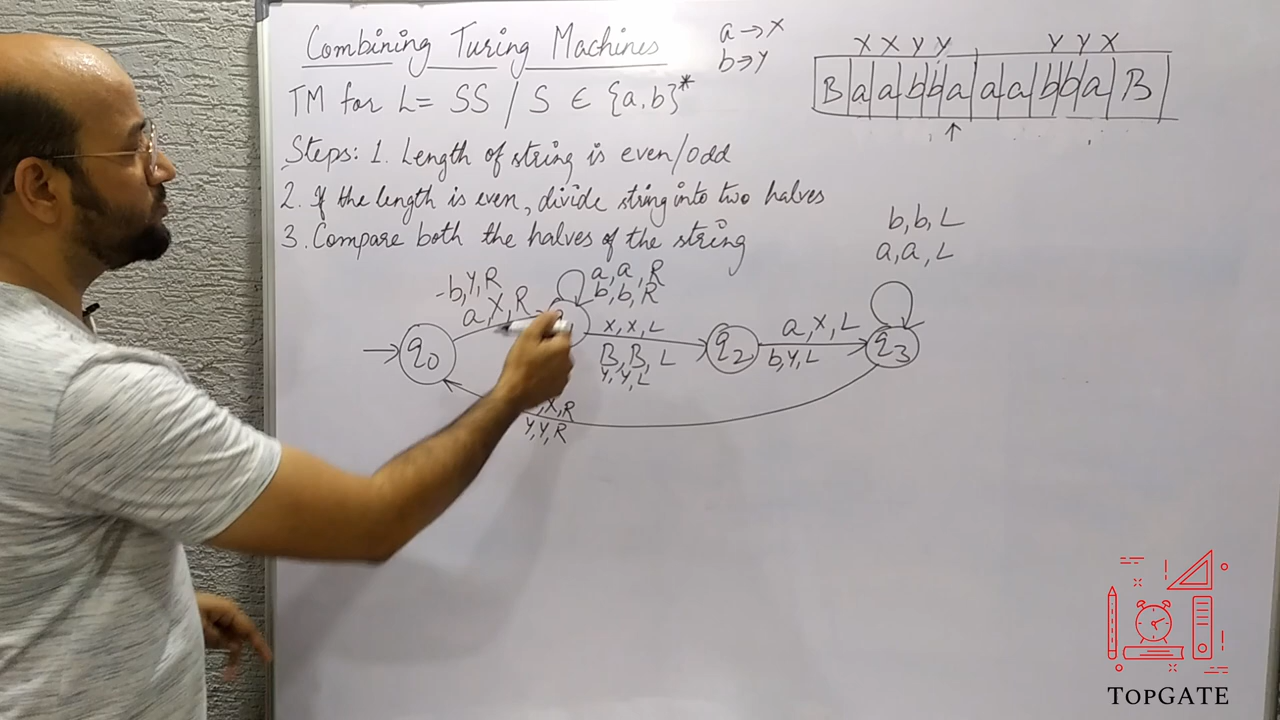 Combining Turing Machines
a → X
b → Y
X X Y Y Y Y X
B a a b b a a a b b a B
↑
TM for L = SS / S ∈ {a,b}*
Steps: 1. Length of string is even/odd
2. If the length is even, divide string into two halves
3. Compare both the halves of the string
b, b, L
a, a, L
b, Y, R
a, X, R
a, a, R
b, b, R
X, X, L
B, B, L
Y, Y, L
a, X, L
b, Y, L
q0
q2
q3
X, R
Y, Y, R
TOPGATE